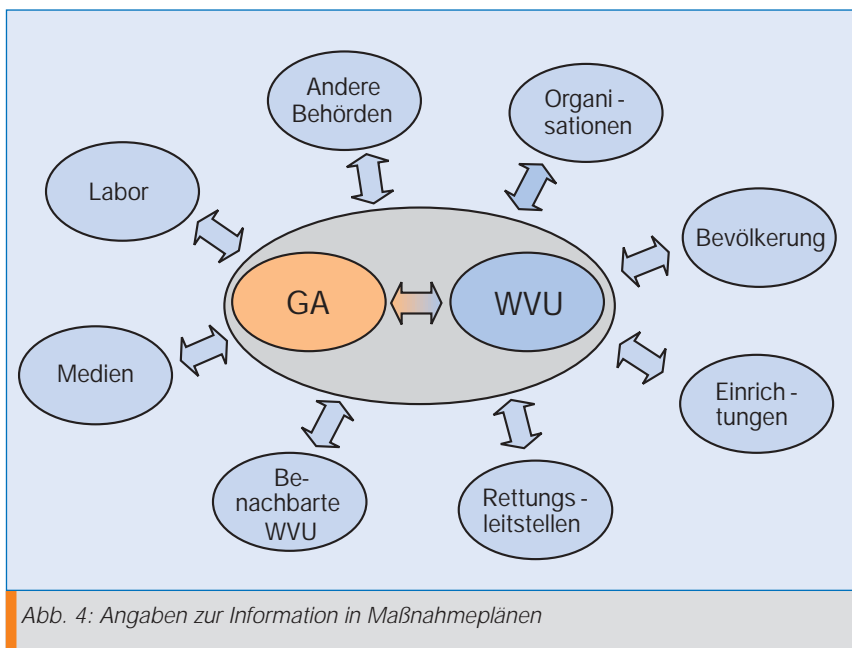 Andere
Behörden
Organi -
sationen
Labor
Bevölkerung
GA
WVU
Medien
Einrich -
tungen
Be-
nachbarte
WVU
Rettungs -
leitstellen
Abb. 4: Angaben zur Information in Maßnahmeplänen